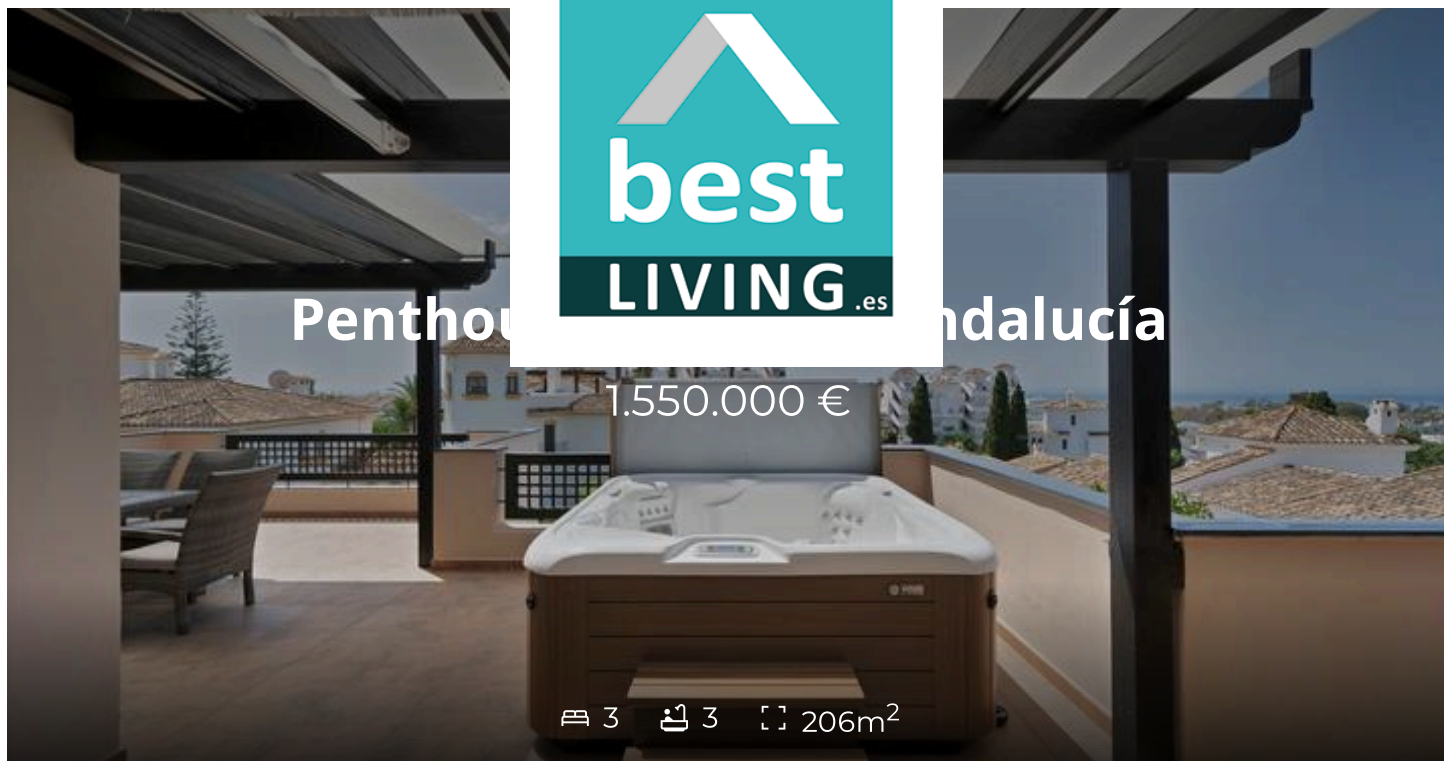 best
LIVING.es
Penthou ndalucía
1.550.000 €
3 3 206m²